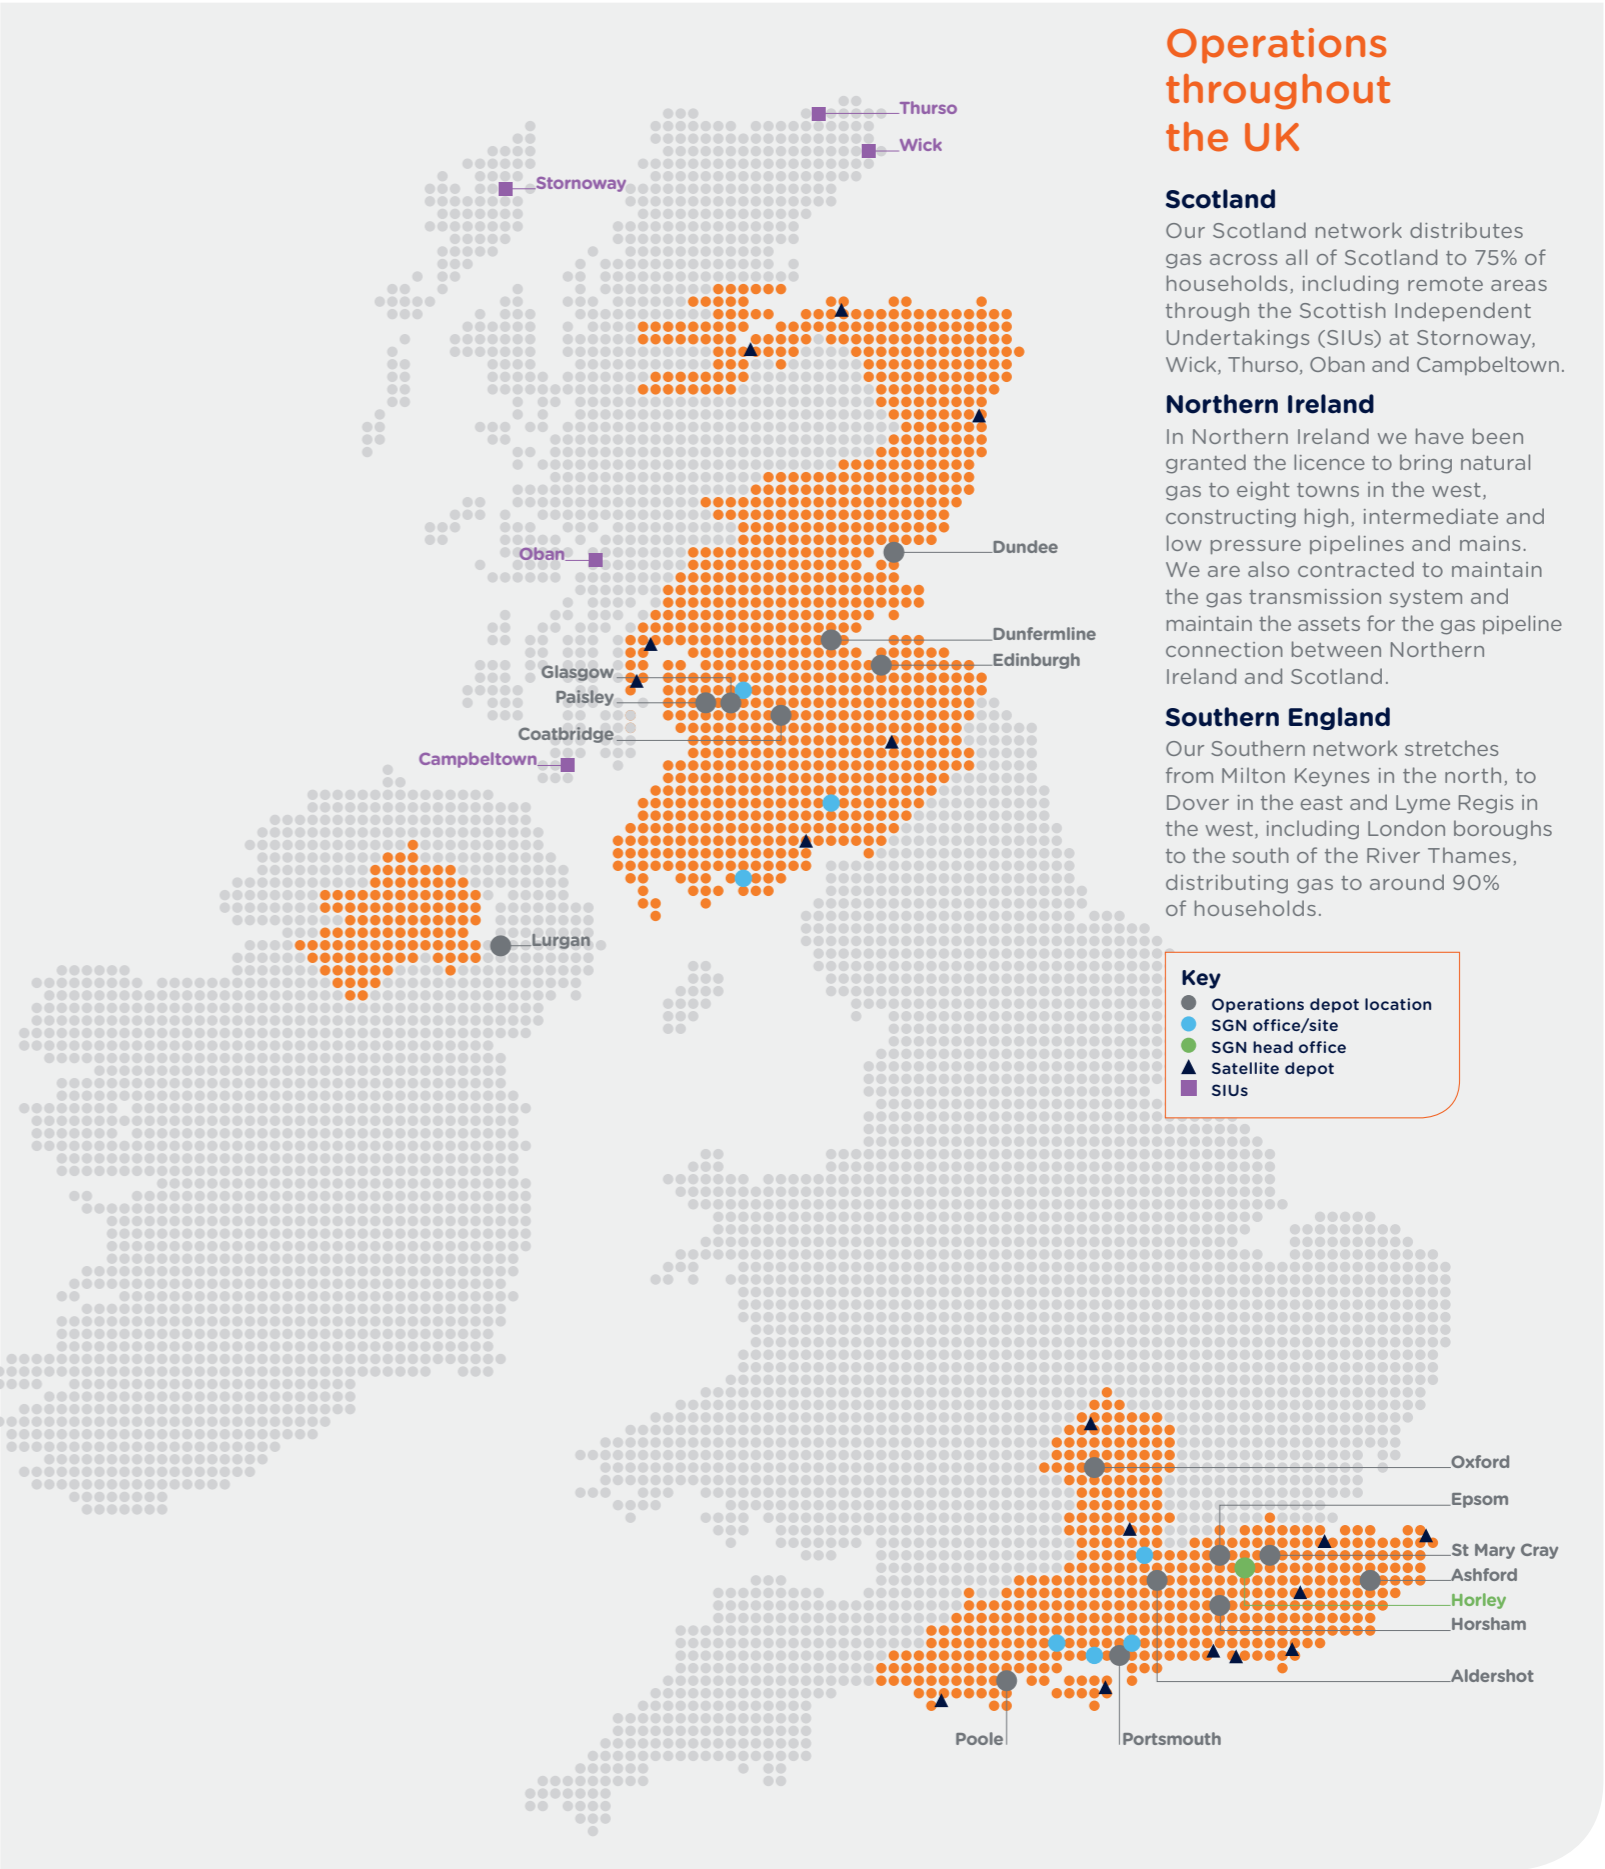 Operations
throughout
the UK
Scotland
Our Scotland network distributes
gas across all of Scotland to 75% of
households, including remote areas
through the Scottish Independent
Undertakings (SIUs) at Stornoway,
Wick, Thurso, Oban and Campbeltown.
Northern Ireland
In Northern Ireland we have been
granted the licence to bring natural
gas to eight towns in the west,
constructing high, intermediate and
low pressure pipelines and mains.
We are also contracted to maintain
the gas transmission system and
maintain the assets for the gas pipeline
connection between Northern
Ireland and Scotland.
Southern England
Our Southern network stretches
from Milton Keynes in the north, to
Dover in the east and Lyme Regis in
the west, including London boroughs
to the south of the River Thames,
distributing gas to around 90%
of households.
Key
Operations depot location
SGN office/site
SGN head office
Satellite depot
SIUs
Thurso
Wick
Stornoway
Oban
Dundee
Dunfermline
Edinburgh
Glasgow
Paisley
Coatbridge
Campbeltown
Lurgan
Oxford
Epsom
St Mary Cray
Ashford
Horley
Horsham
Aldershot
Poole
Portsmouth